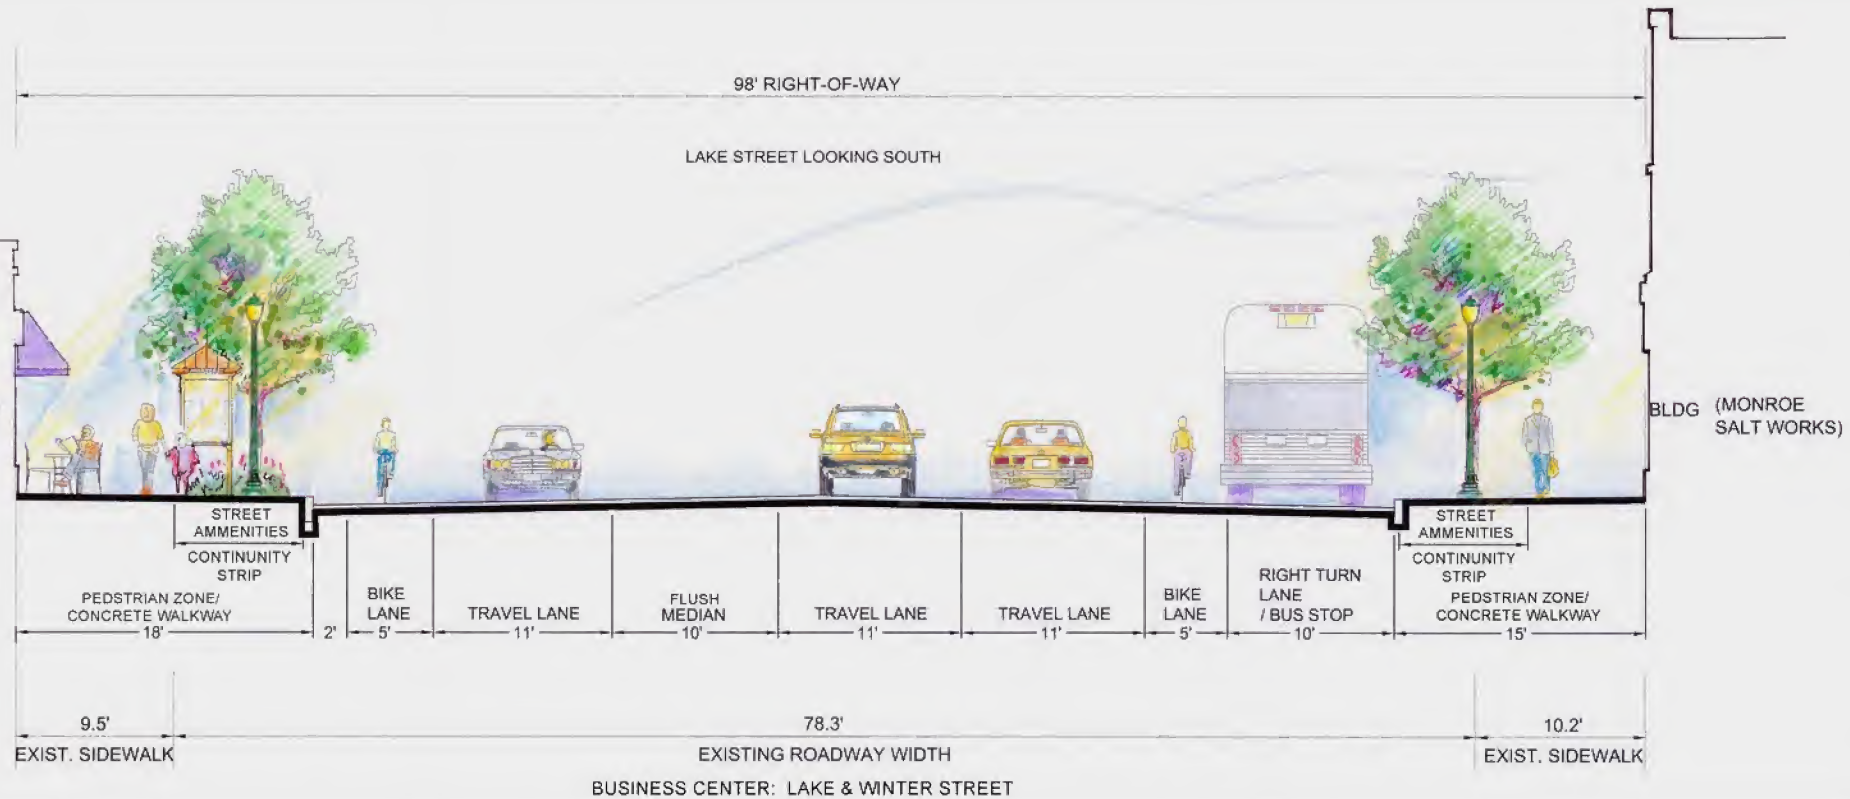 98' RIGHT-OF-WAY
LAKE STREET LOOKING SOUTH
BLDG (MONROE
SALT WORKS)
STREET
AMMENITIES
CONTINUNITY
STRIP
PEDSTRIAN ZONE/
CONCRETE WALKWAY
18'
2'
BIKE
LANE
5'
TRAVEL LANE
11'
FLUSH
MEDIAN
10'
TRAVEL LANE
11'
TRAVEL LANE
11'
BIKE
LANE
5'
RIGHT TURN
LANE
/ BUS STOP
10'
STREET
AMMENITIES
CONTINUNITY
STRIP
PEDSTRIAN ZONE/
CONCRETE WALKWAY
15'
9.5'
EXIST. SIDEWALK
78.3'
EXISTING ROADWAY WIDTH
10.2'
EXIST. SIDEWALK
BUSINESS CENTER: LAKE & WINTER STREET